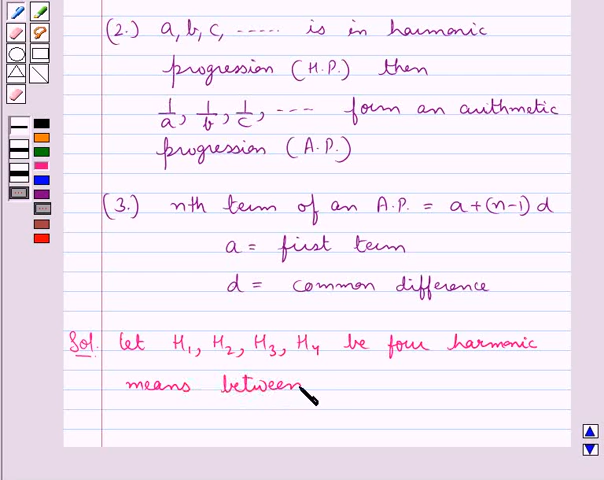 (2.) a, b, c, ..... is in harmonic
progression (H.P.) then
1/a, 1/b, 1/c, --- form an arithmetic
progression (A.P.)
(3.) nth term of an A.P. = a+(n-1)d
a = first term
d = common difference
Sol. Let H₁, H₂, H₃, H₄ be four harmonic
means between